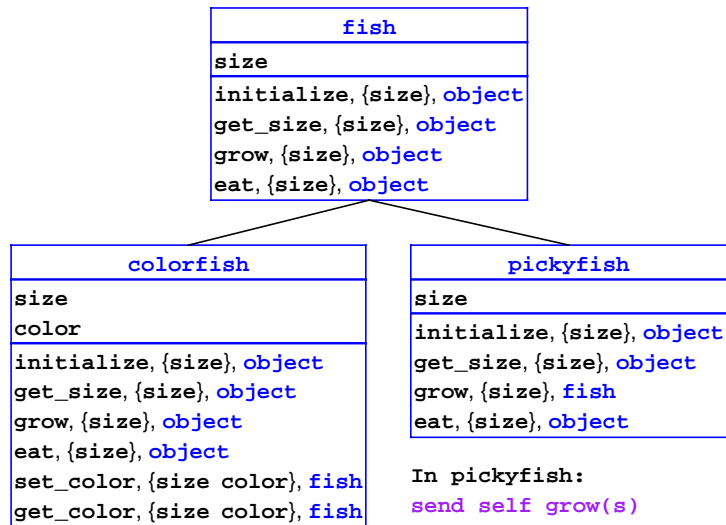 fish
size
initialize, {size}, object
get_size, {size}, object
grow, {size}, object
eat, {size}, object
colorfish
size
color
initialize, {size}, object
get_size, {size}, object
grow, {size}, object
eat, {size}, object
set_color, {size color}, fish
get_color, {size color}, fish
pickyfish
size
initialize, {size}, object
get_size, {size}, object
grow, {size}, fish
eat, {size}, object
In pickyfish:
send self grow(s)